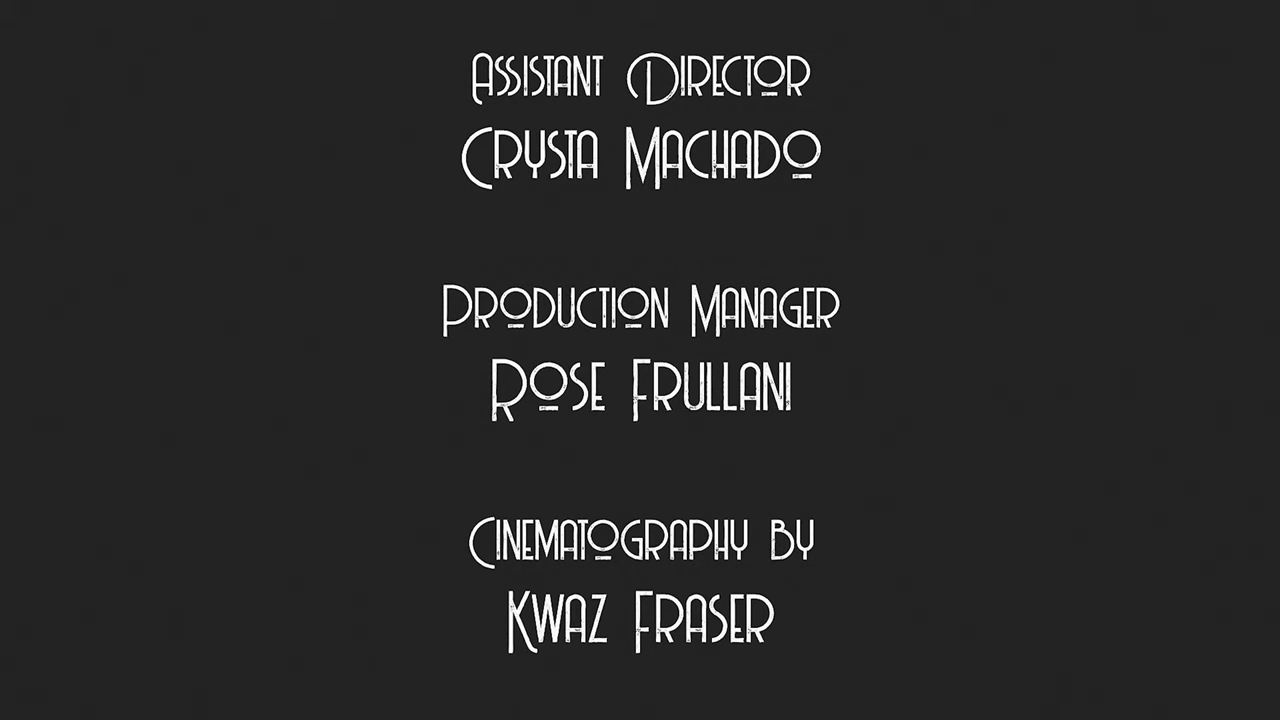 Assistant Director
Crysta Machado
Production Manager
Rose Frullani
Cinematography By
Kwaz Fraser